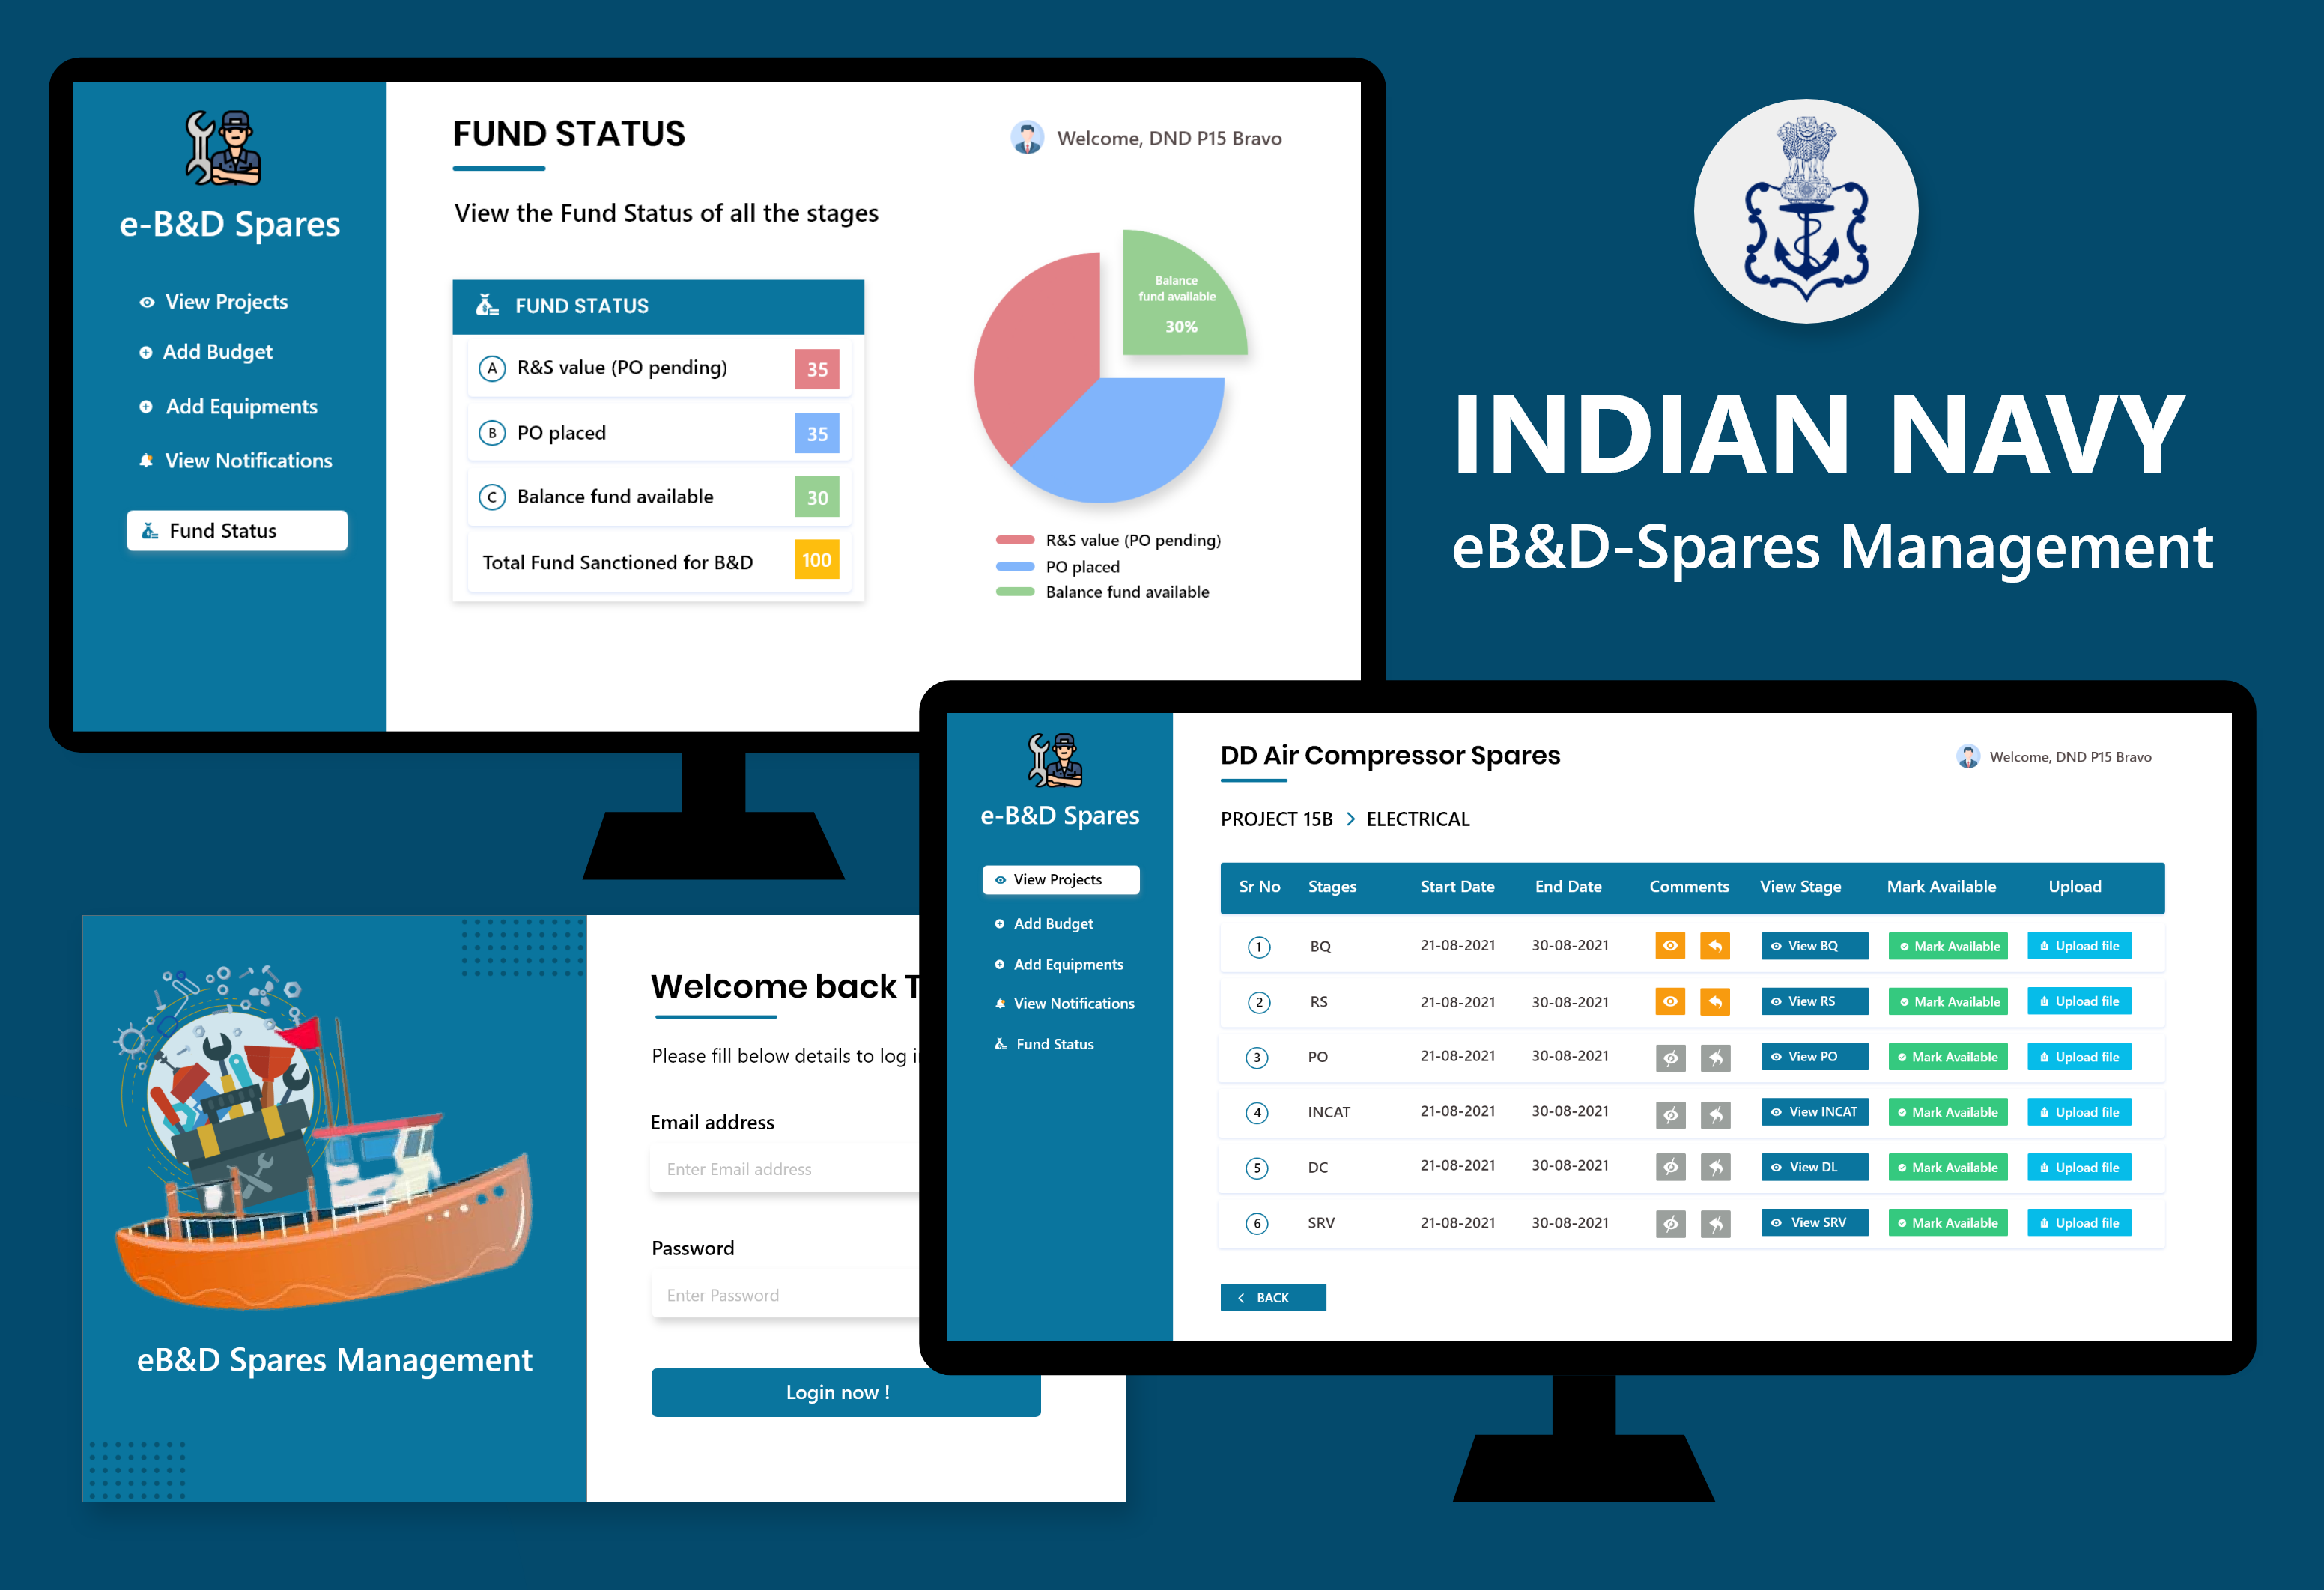 e-B&D Spares
View Projects
Add Budget
Add Equipments
View Notifications
Fund Status
FUND STATUS
Welcome, DND P15 Bravo
View the Fund Status of all the stages
FUND STATUS
A R&S value (PO pending) 35
B PO placed 35
C Balance fund available 30
Total Fund Sanctioned for B&D 100
Balance
fund available
30%
R&S value (PO pending)
PO placed
Balance fund available
INDIAN NAVY
eB&D-Spares Management
e-B&D Spares
View Projects
Add Budget
Add Equipments
View Notifications
Fund Status
DD Air Compressor Spares
Welcome, DND P15 Bravo
PROJECT 15B > ELECTRICAL
Sr No Stages Start Date End Date Comments View Stage Mark Available Upload
1 BQ 21-08-2021 30-08-2021 View BQ Mark Available Upload file
2 RS 21-08-2021 30-08-2021 View RS Mark Available Upload file
3 PO 21-08-2021 30-08-2021 View PO Mark Available Upload file
4 INCAT 21-08-2021 30-08-2021 View INCAT Mark Available Upload file
5 DC 21-08-2021 30-08-2021 View DL Mark Available Upload file
6 SRV 21-08-2021 30-08-2021 View SRV Mark Available Upload file
< BACK
eB&D Spares Management
Welcome back
Please fill below details to log
Email address
Enter Email address
Password
Enter Password
Login now !